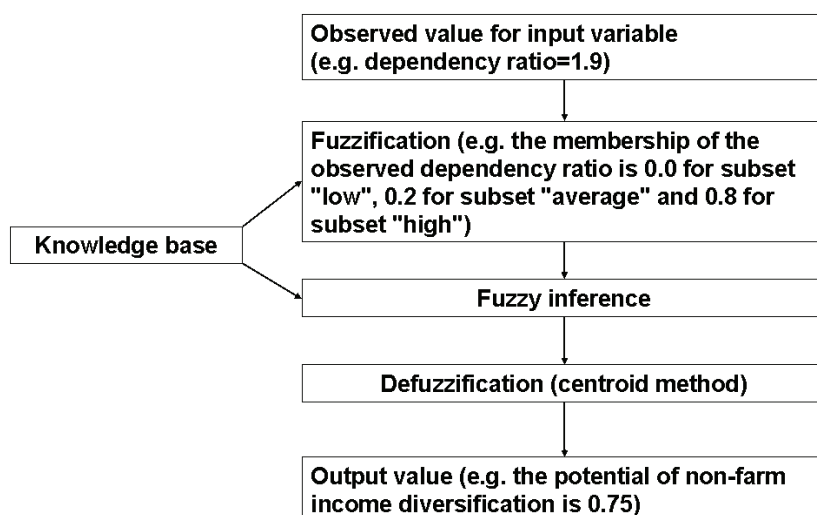 Observed value for input variable
(e.g. dependency ratio=1.9)
Fuzzification (e.g. the membership of the
observed dependency ratio is 0.0 for subset
"low", 0.2 for subset "average" and 0.8 for
subset "high")
Knowledge base
Fuzzy inference
Defuzzification (centroid method)
Output value (e.g. the potential of non-farm
income diversification is 0.75)